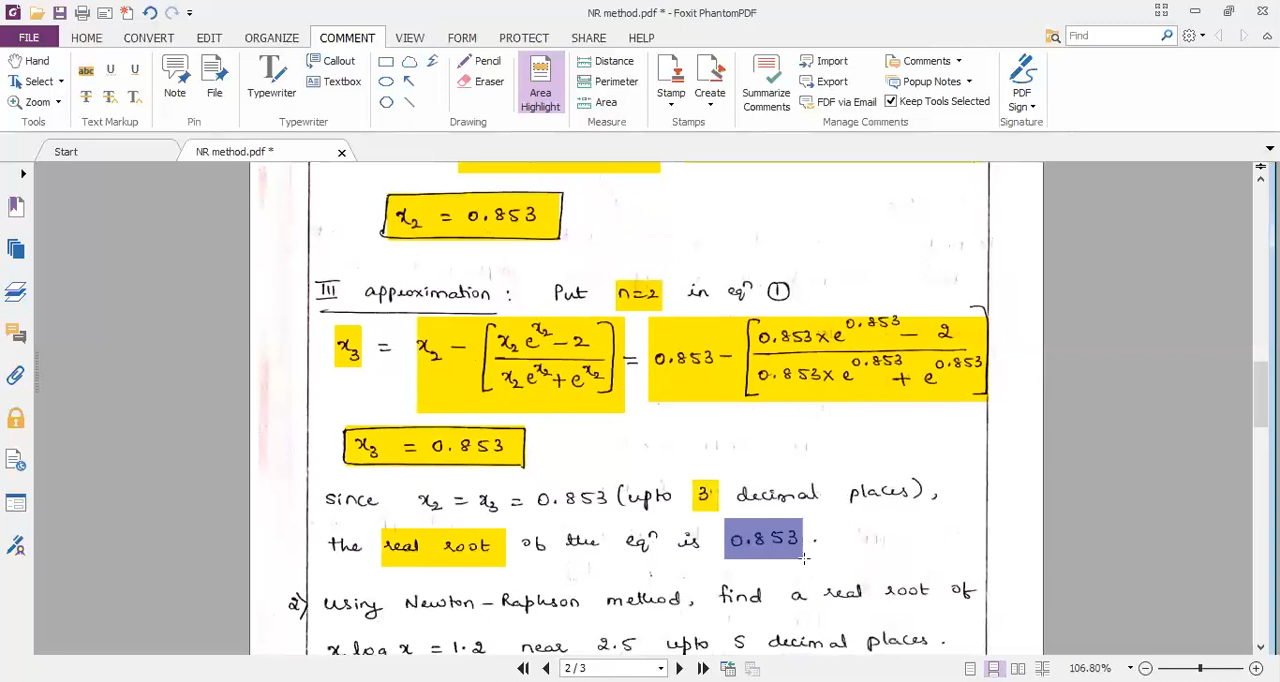 NR method.pdf * - Foxit PhantomPDF
FILE HOME CONVERT EDIT ORGANIZE COMMENT VIEW FORM PROTECT SHARE HELP Find
Hand
Select
Zoom
Tools
abc U U
T T T
Text Markup
Note File
Pin
Typewriter
Callout
Textbox
Typewriter
Pencil
Eraser
Drawing
Area Highlight
Distance
Perimeter
Area
Measure
Stamp Create
Stamps
Summarize Comments
Import
Export
FDF via Email
Comments
Popup Notes
Keep Tools Selected
Manage Comments
PDF Sign
Signature
Start NR method.pdf *
x₂ = 0.853
III approximation : Put n=2 in eqⁿ ①
x₃ = x₂ - [x₂e^x₂ - 2 / x₂e^x₂ + e^x₂] = 0.853 - [0.853 x e^0.853 - 2 / 0.853 x e^0.853 + e^0.853]
x₃ = 0.853
since x₂ = x₃ = 0.853 (upto 3 decimal places),
the real root of the eqⁿ is 0.853 .
2) using Newton-Raphson method, find a real root of
x log x = 1.2 near 2.5 upto 5 decimal places.
2 / 3 106.80%